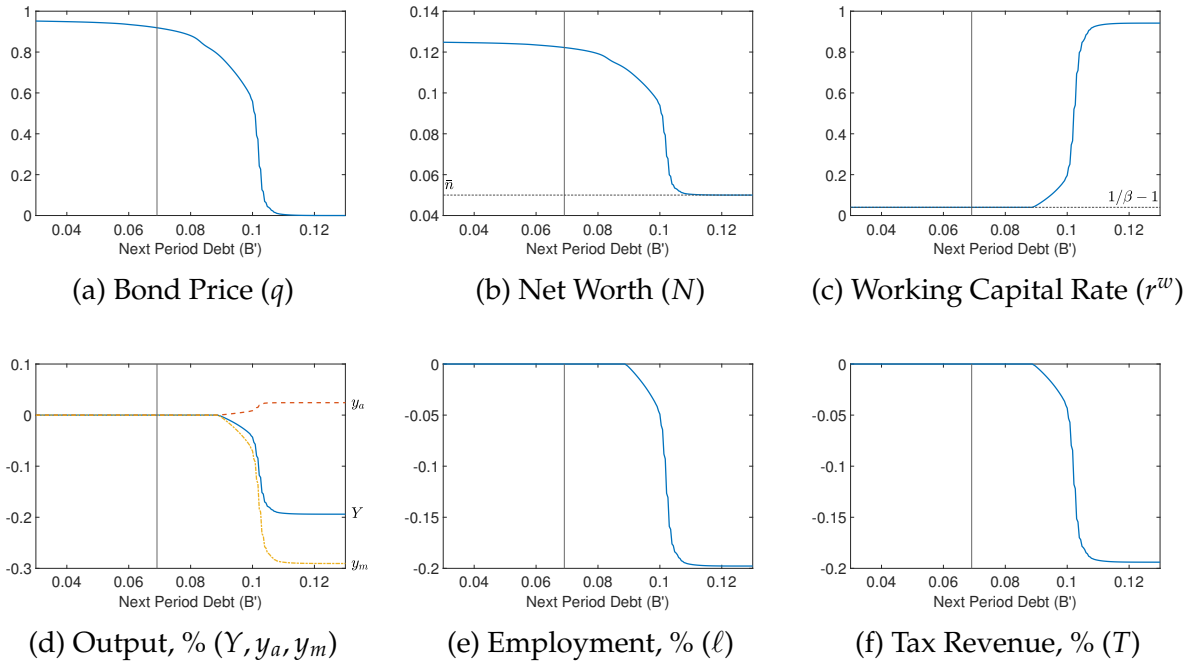 1
0.8
0.6
0.4
0.2
0
0.04 0.06 0.08 0.1 0.12
Next Period Debt (B')
(a) Bond Price (q)
0.14
0.12
0.1
0.08
0.06
0.04
n̄
0.04 0.06 0.08 0.1 0.12
Next Period Debt (B')
(b) Net Worth (N)
1
0.8
0.6
0.4
0.2
0
1/β − 1
0.04 0.06 0.08 0.1 0.12
Next Period Debt (B')
(c) Working Capital Rate (r^w)
0.1
0
-0.1
-0.2
-0.3
y_a
Y
y_m
0.04 0.06 0.08 0.1 0.12
Next Period Debt (B')
(d) Output, % (Y, y_a, y_m)
0
-0.05
-0.1
-0.15
-0.2
0.04 0.06 0.08 0.1 0.12
Next Period Debt (B')
(e) Employment, % (ℓ)
0
-0.05
-0.1
-0.15
-0.2
0.04 0.06 0.08 0.1 0.12
Next Period Debt (B')
(f) Tax Revenue, % (T)